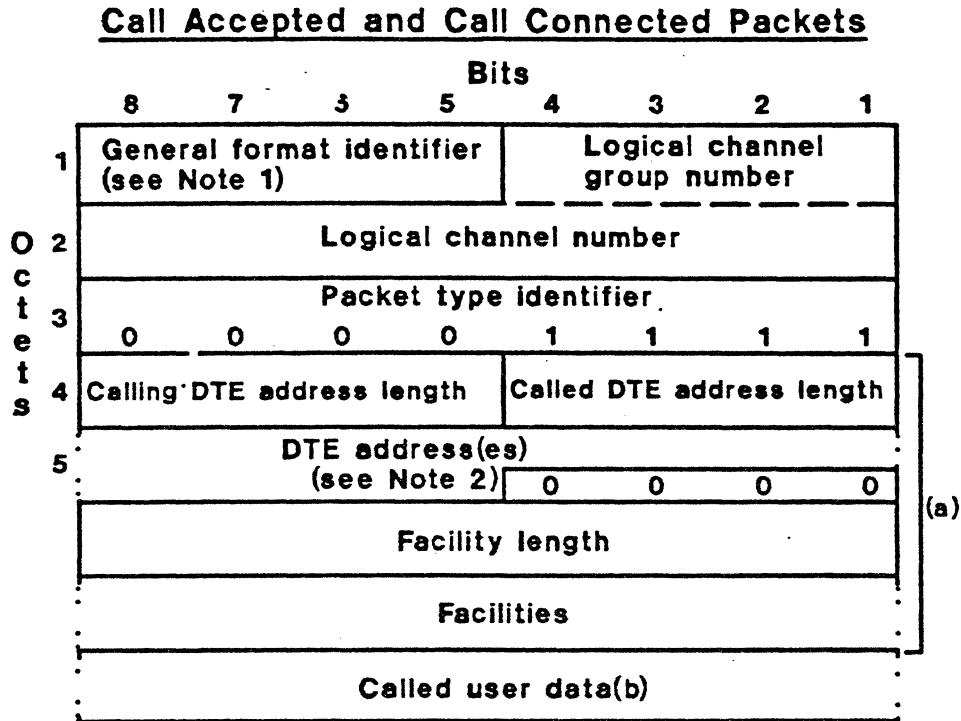 Call Accepted and Call Connected Packets
Bits
8 7 6 5 4 3 2 1
Octets
1
General format identifier
(see Note 1)
Logical channel
group number
2
Logical channel number
3
Packet type identifier
0 0 0 0 1 1 1 1
4
Calling DTE address length
Called DTE address length
5
DTE address(es)
(see Note 2)
0 0 0 0
(a)
Facility length
Facilities
Called user data(b)